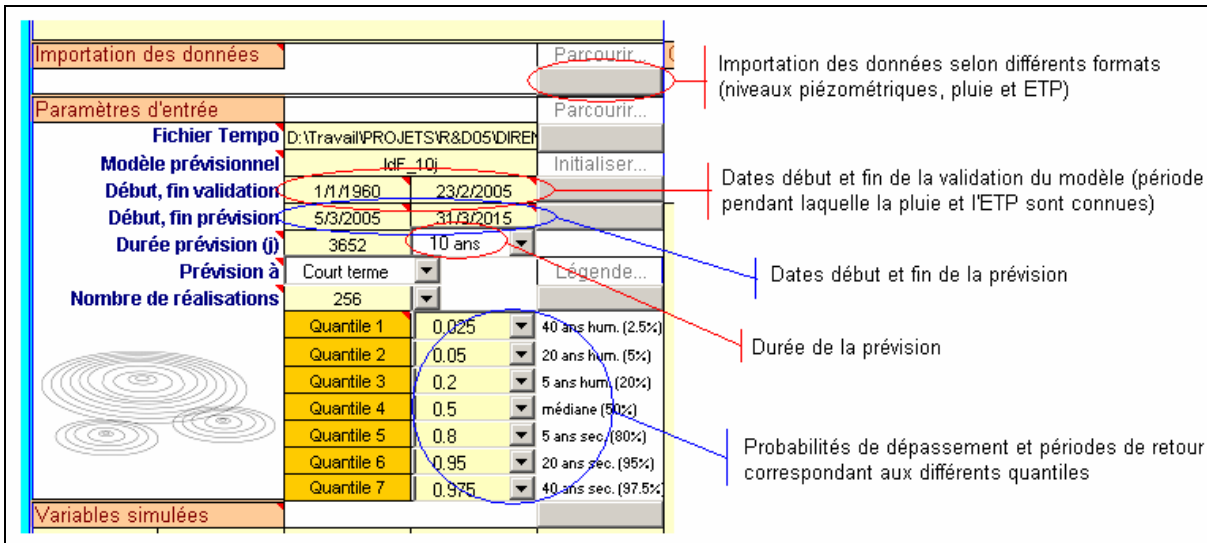 Importation des données
Parcourir...
Paramètres d'entrée
Parcourir...
Fichier Tempo D:\Travail\PROJETS\R&D05\DIREN
Modèle prévisionnel IdF_10j Initialiser...
Début, fin validation 1/1/1960 23/2/2005
Début, fin prévision 5/3/2005 31/3/2015
Durée prévision (j) 3652 10 ans
Prévision à Court terme Légende...
Nombre de réalisations 256
Quantile 1 0.025 40 ans hum. (2.5%)
Quantile 2 0.05 20 ans hum. (5%)
Quantile 3 0.2 5 ans hum. (20%)
Quantile 4 0.5 médiane (50%)
Quantile 5 0.8 5 ans sec. (80%)
Quantile 6 0.95 20 ans sec. (95%)
Quantile 7 0.975 40 ans sec. (97.5%
Variables simulées
Importation des données selon différents formats
(niveaux piézométriques, pluie et ETP)
Dates début et fin de la validation du modèle (période
pendant laquelle la pluie et l'ETP sont connues)
Dates début et fin de la prévision
Durée de la prévision
Probabilités de dépassement et périodes de retour
correspondant aux différents quantiles